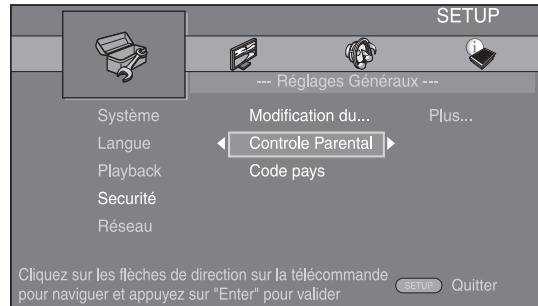 SETUP
--- Réglages Généraux ---
Système
Modification du...
Plus...
Langue
Controle Parental
Playback
Code pays
Securité
Réseau
Cliquez sur les flèches de direction sur la télécommande
pour naviguer et appuyez sur "Enter" pour valider
SETUP Quitter